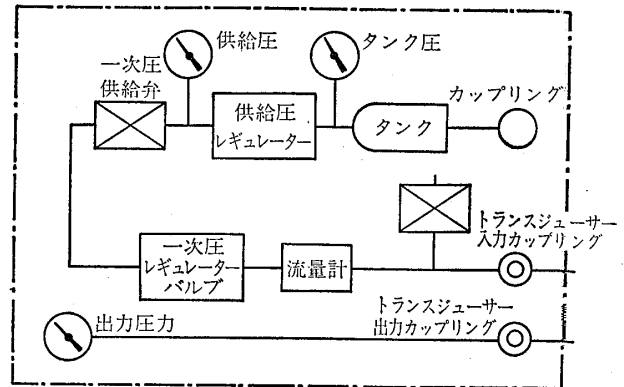 供給圧
タンク圧
一次圧
供給弁
供給圧
レギュレーター
タンク
カップリング
一次圧
レギュレーター
バルブ
流量計
トランスジューサー
入力カップリング
出力圧力
トランスジューサー
出力カップリング